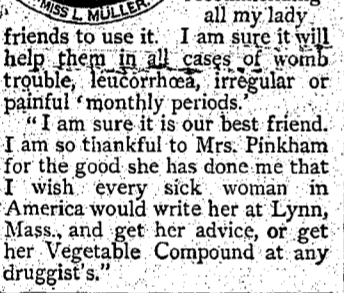 MISS L. MÜLLER.
all my lady
friends to use it. I am sure it will
help them in all cases of womb
trouble, leucorrhœa, irregular or
painful ‘monthly periods.’
“I am sure it is our best friend.
I am so thankful to Mrs. Pinkham
for the good she has done me that
I wish every sick woman in
America would write her at Lynn,
Mass., and get her advice, or get
her Vegetable Compound at any
druggist’s.”